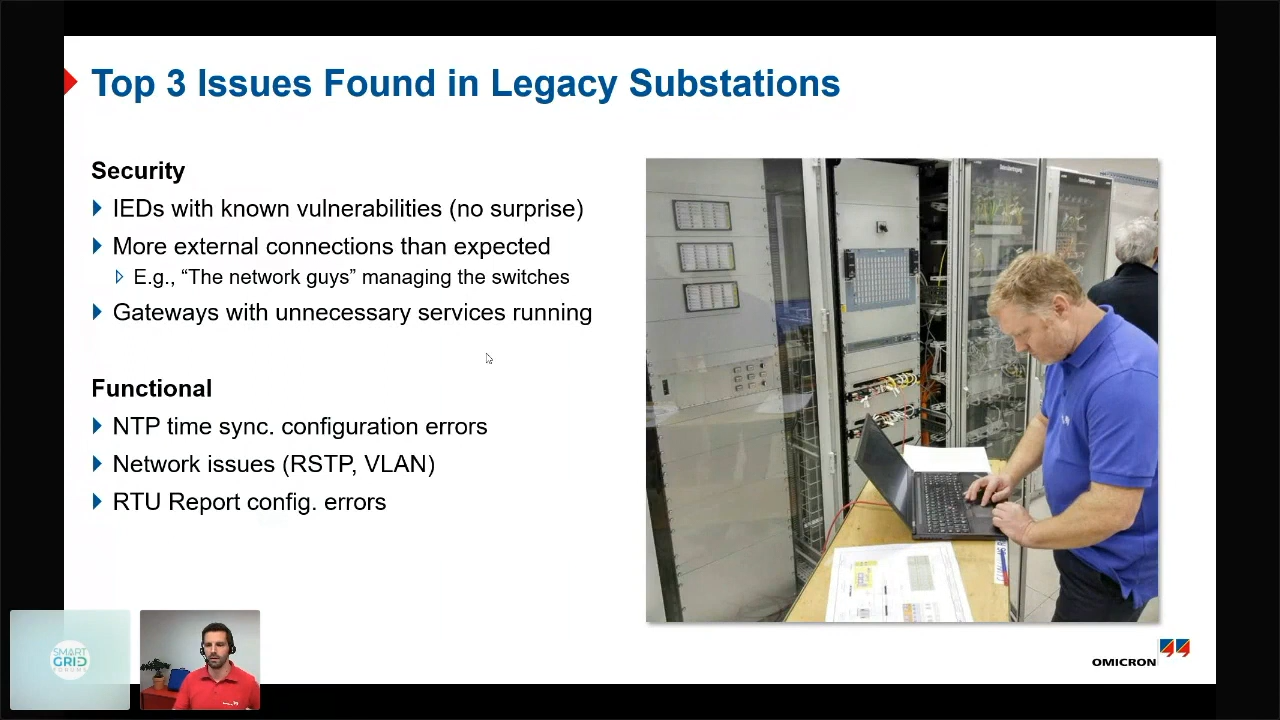 Top 3 Issues Found in Legacy Substations
Security
IEDs with known vulnerabilities (no surprise)
More external connections than expected
E.g., “The network guys” managing the switches
Gateways with unnecessary services running
Functional
NTP time sync. configuration errors
Network issues (RSTP, VLAN)
RTU Report config. errors
SMART
GRID
FORUMS
OMICRON